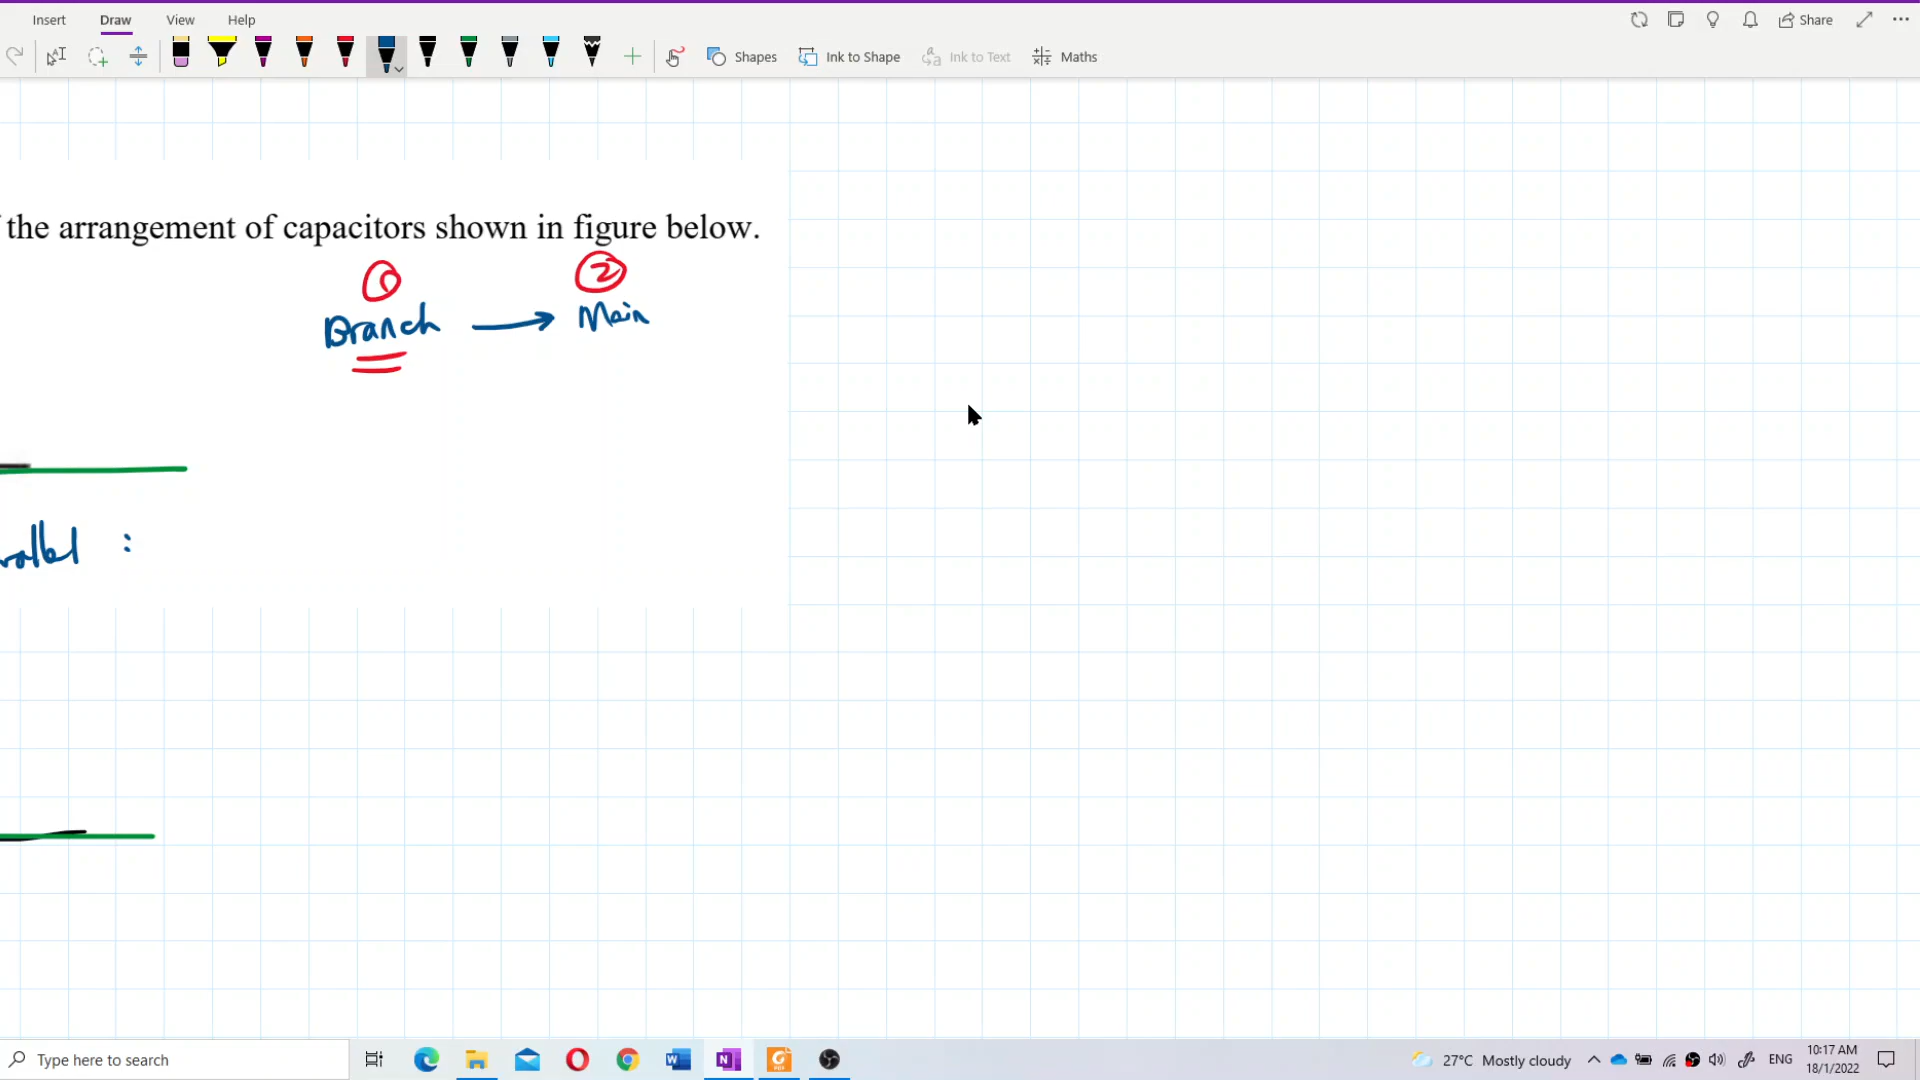 Insert Draw View Help
Share
Shapes Ink to Shape Ink to Text Maths
the arrangement of capacitors shown in figure below.
1 2
Branch → Main
rallel :
Type here to search
27°C Mostly cloudy
ENG
10:17 AM
18/1/2022